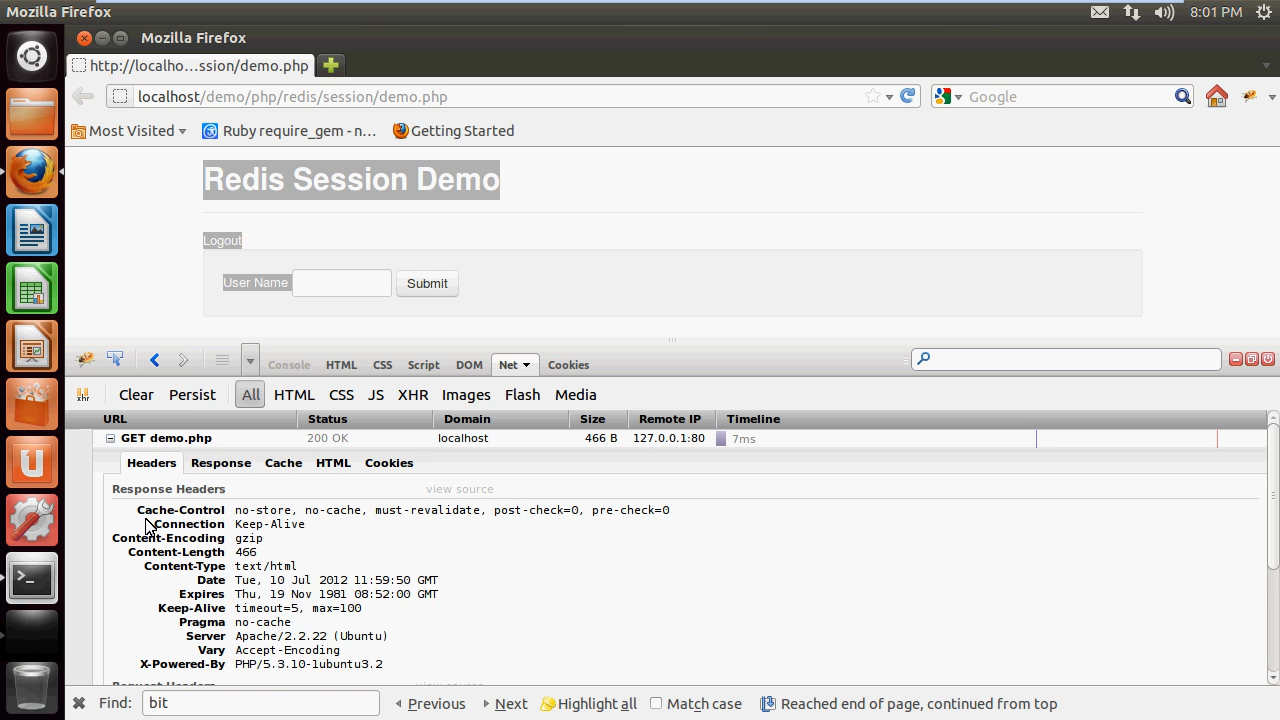 Mozilla Firefox
8:01 PM
Mozilla Firefox
http://localho...ssion/demo.php
localhost/demo/php/redis/session/demo.php
Google
Most Visited
Ruby require_gem - n...
Getting Started
Redis Session Demo
Logout
User Name
Submit
Console HTML CSS Script DOM Net Cookies
xhr
Clear Persist All HTML CSS JS XHR Images Flash Media
URL Status Domain Size Remote IP Timeline
GET demo.php 200 OK localhost 466 B 127.0.0.1:80 7ms
Headers Response Cache HTML Cookies
Response Headers view source
Cache-Control no-store, no-cache, must-revalidate, post-check=0, pre-check=0
Connection Keep-Alive
Content-Encoding gzip
Content-Length 466
Content-Type text/html
Date Tue, 10 Jul 2012 11:59:50 GMT
Expires Thu, 19 Nov 1981 08:52:00 GMT
Keep-Alive timeout=5, max=100
Pragma no-cache
Server Apache/2.2.22 (Ubuntu)
Vary Accept-Encoding
X-Powered-By PHP/5.3.10-1ubuntu3.2
Request Headers view source
Find: bit Previous Next Highlight all Match case Reached end of page, continued from top